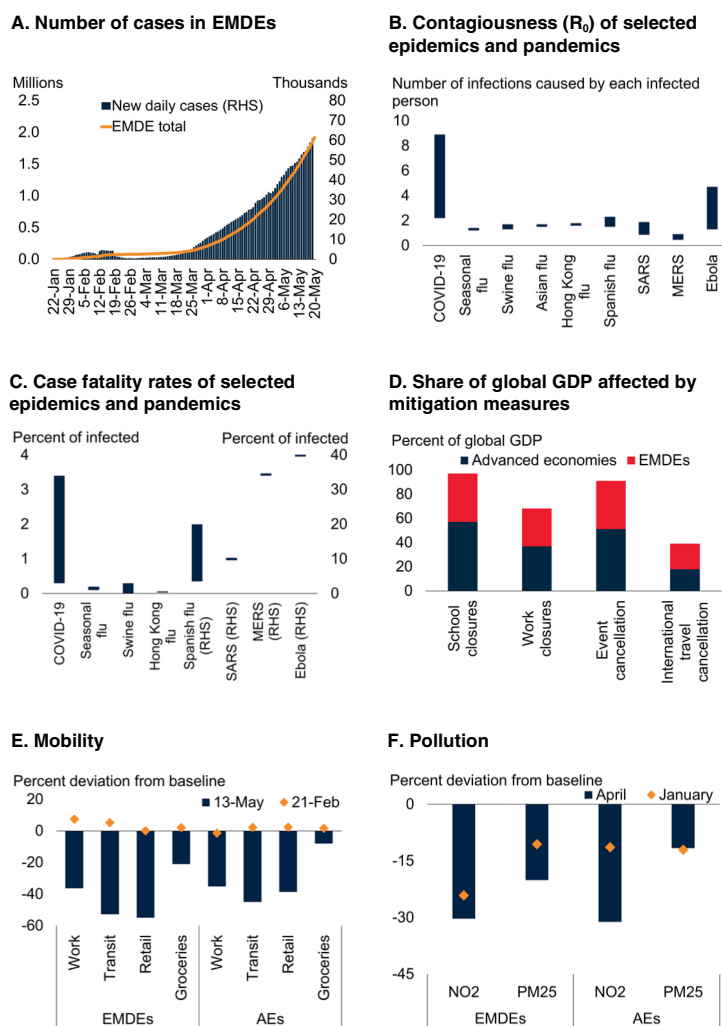 A. Number of cases in EMDEs
Millions
Thousands
2.5
2.0
1.5
1.0
0.5
0.0
80
70
60
50
40
30
20
10
0
New daily cases (RHS)
EMDE total
22-Jan
29-Jan
5-Feb
12-Feb
19-Feb
26-Feb
4-Mar
11-Mar
18-Mar
25-Mar
1-Apr
8-Apr
15-Apr
22-Apr
29-Apr
6-May
13-May
20-May
B. Contagiousness (R₀) of selected
epidemics and pandemics
Number of infections caused by each infected
person
10
8
6
4
2
0
COVID-19
Seasonal
flu
Swine flu
Asian flu
Hong Kong
flu
Spanish flu
SARS
MERS
Ebola
C. Case fatality rates of selected
epidemics and pandemics
Percent of infected
Percent of infected
4
3
2
1
0
40
30
20
10
0
COVID-19
Seasonal
flu
Swine flu
Hong Kong
flu
Spanish flu
(RHS)
SARS (RHS)
MERS
(RHS)
Ebola (RHS)
D. Share of global GDP affected by
mitigation measures
Percent of global GDP
Advanced economies
EMDEs
100
80
60
40
20
0
School
closures
Work
closures
Event
cancellation
International
travel
cancellation
E. Mobility
Percent deviation from baseline
20
0
-20
-40
-60
13-May
21-Feb
Work
Transit
Retail
Groceries
Work
Transit
Retail
Groceries
EMDEs
AEs
F. Pollution
Percent deviation from baseline
April
January
0
-15
-30
-45
NO2
PM25
NO2
PM25
EMDEs
AEs